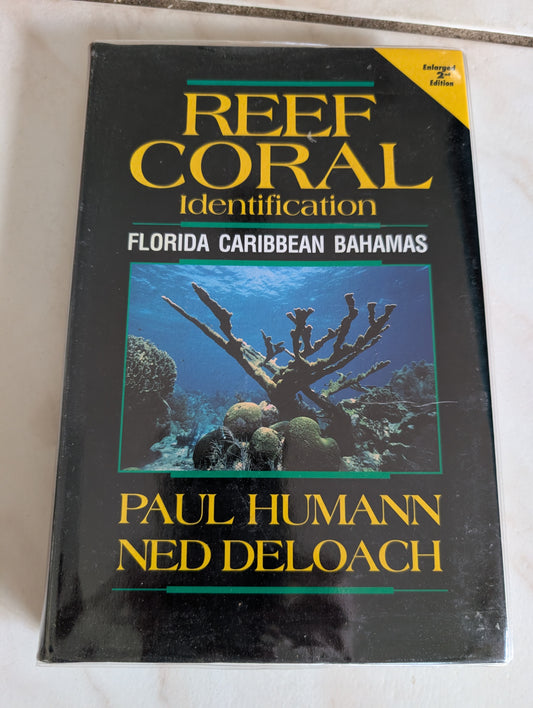 Enlarged
2nd
Edition
REEF
CORAL
Identification
FLORIDA CARIBBEAN BAHAMAS
PAUL HUMANN
NED DELOACH